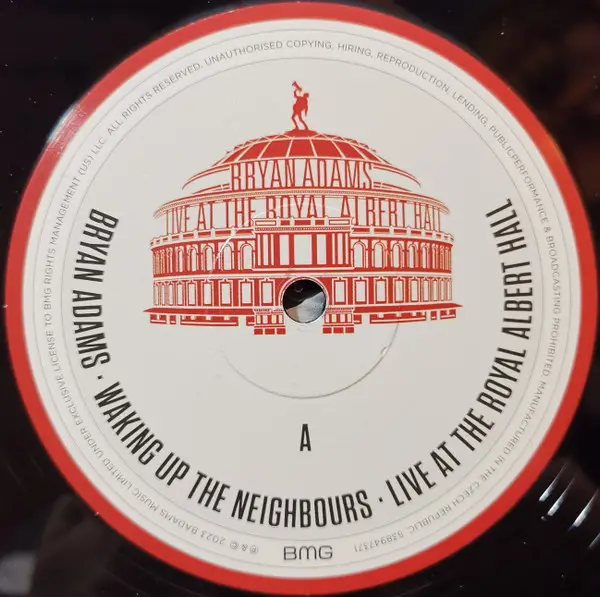 BRYAN ADAMS
LIVE AT THE ROYAL ALBERT HALL
A
BRYAN ADAMS · WAKING UP THE NEIGHBOURS · LIVE AT THE ROYAL ALBERT HALL
℗ & © 2023 BADAMS MUSIC LIMITED UNDER EXCLUSIVE LICENSE TO BMG RIGHTS MANAGEMENT (US) LLC. ALL RIGHTS RESERVED. UNAUTHORISED COPYING, HIRING, REPRODUCTION, LENDING, PUBLICPERFORMANCE & BROADCASTING PROHIBITED. MANUFACTURED IN THE CZECH REPUBLIC. 538947371
BMG